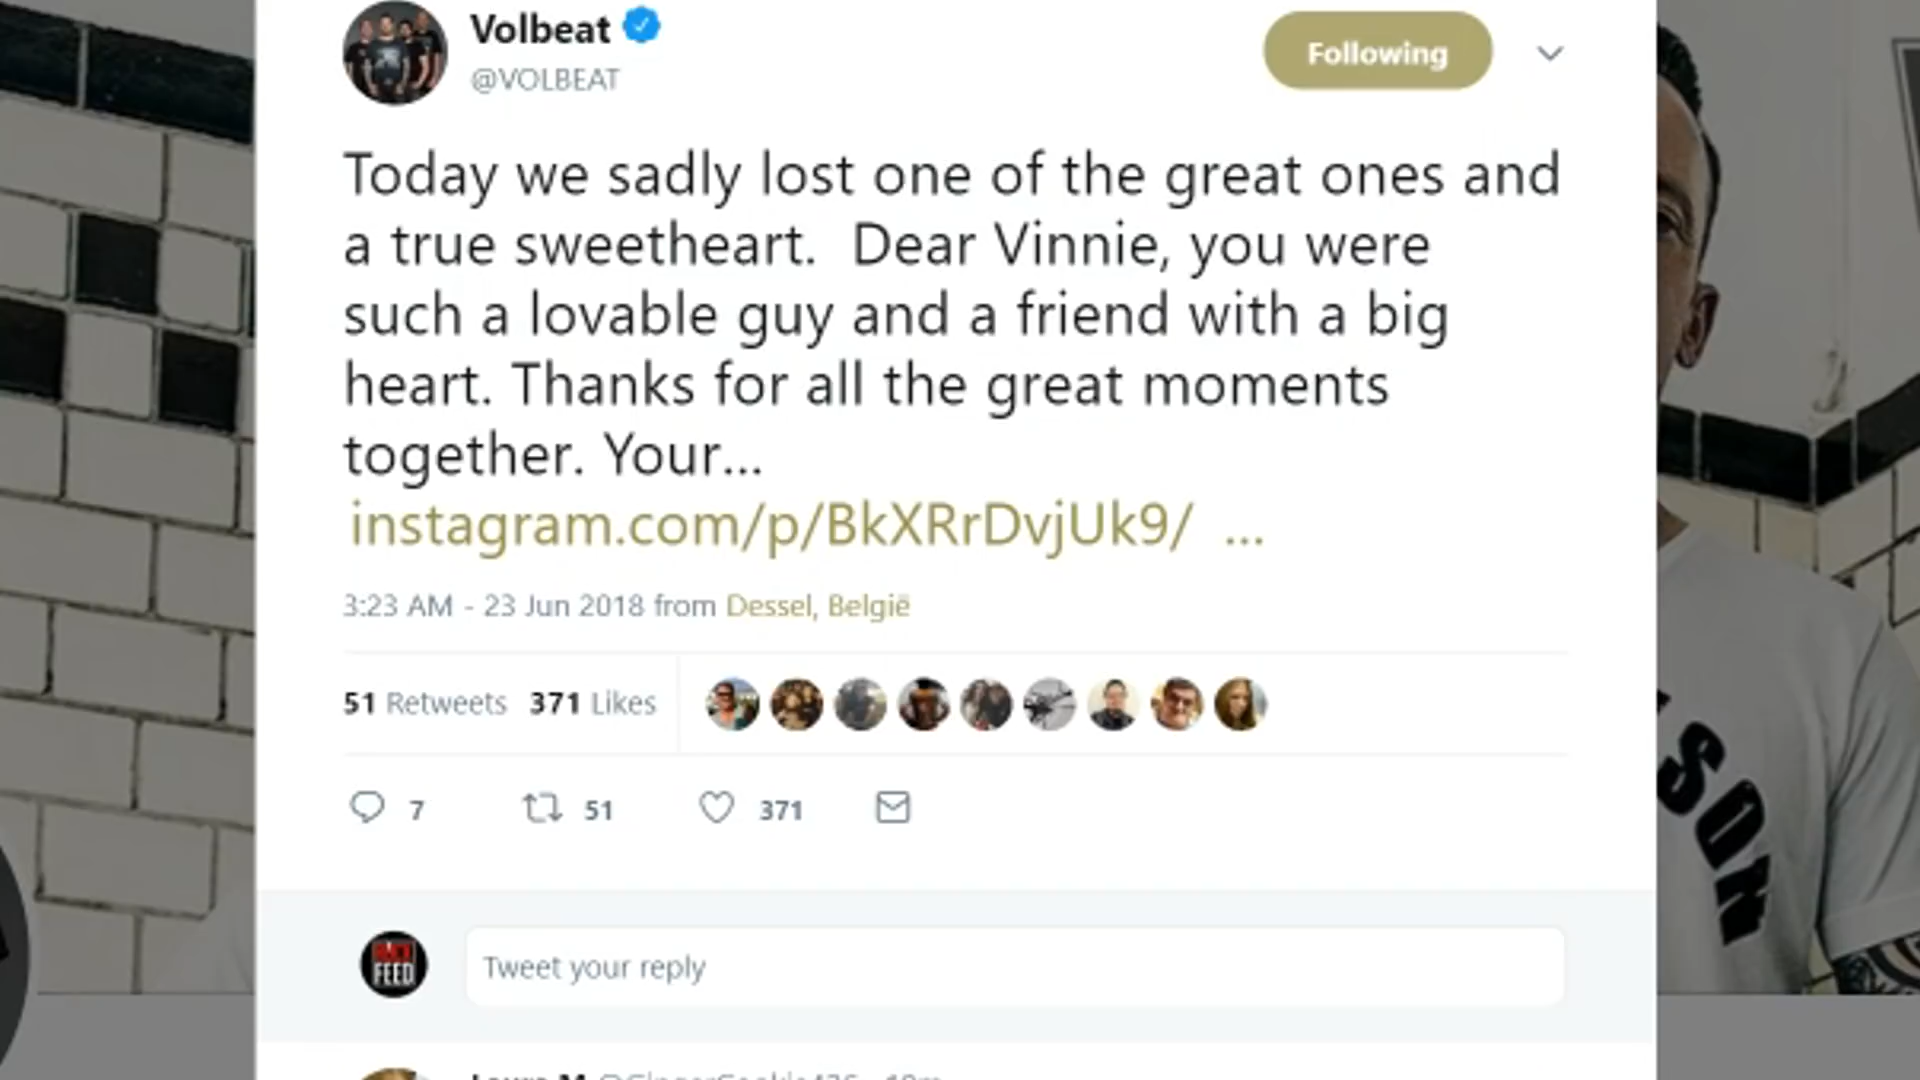 Volbeat
@VOLBEAT
Following
Today we sadly lost one of the great ones and
a true sweetheart.  Dear Vinnie, you were
such a lovable guy and a friend with a big
heart. Thanks for all the great moments
together. Your...
instagram.com/p/BkXRrDvjUk9/ ...
3:23 AM - 23 Jun 2018 from Dessel, België
51 Retweets 371 Likes
7 51 371
FEED
Tweet your reply
SON